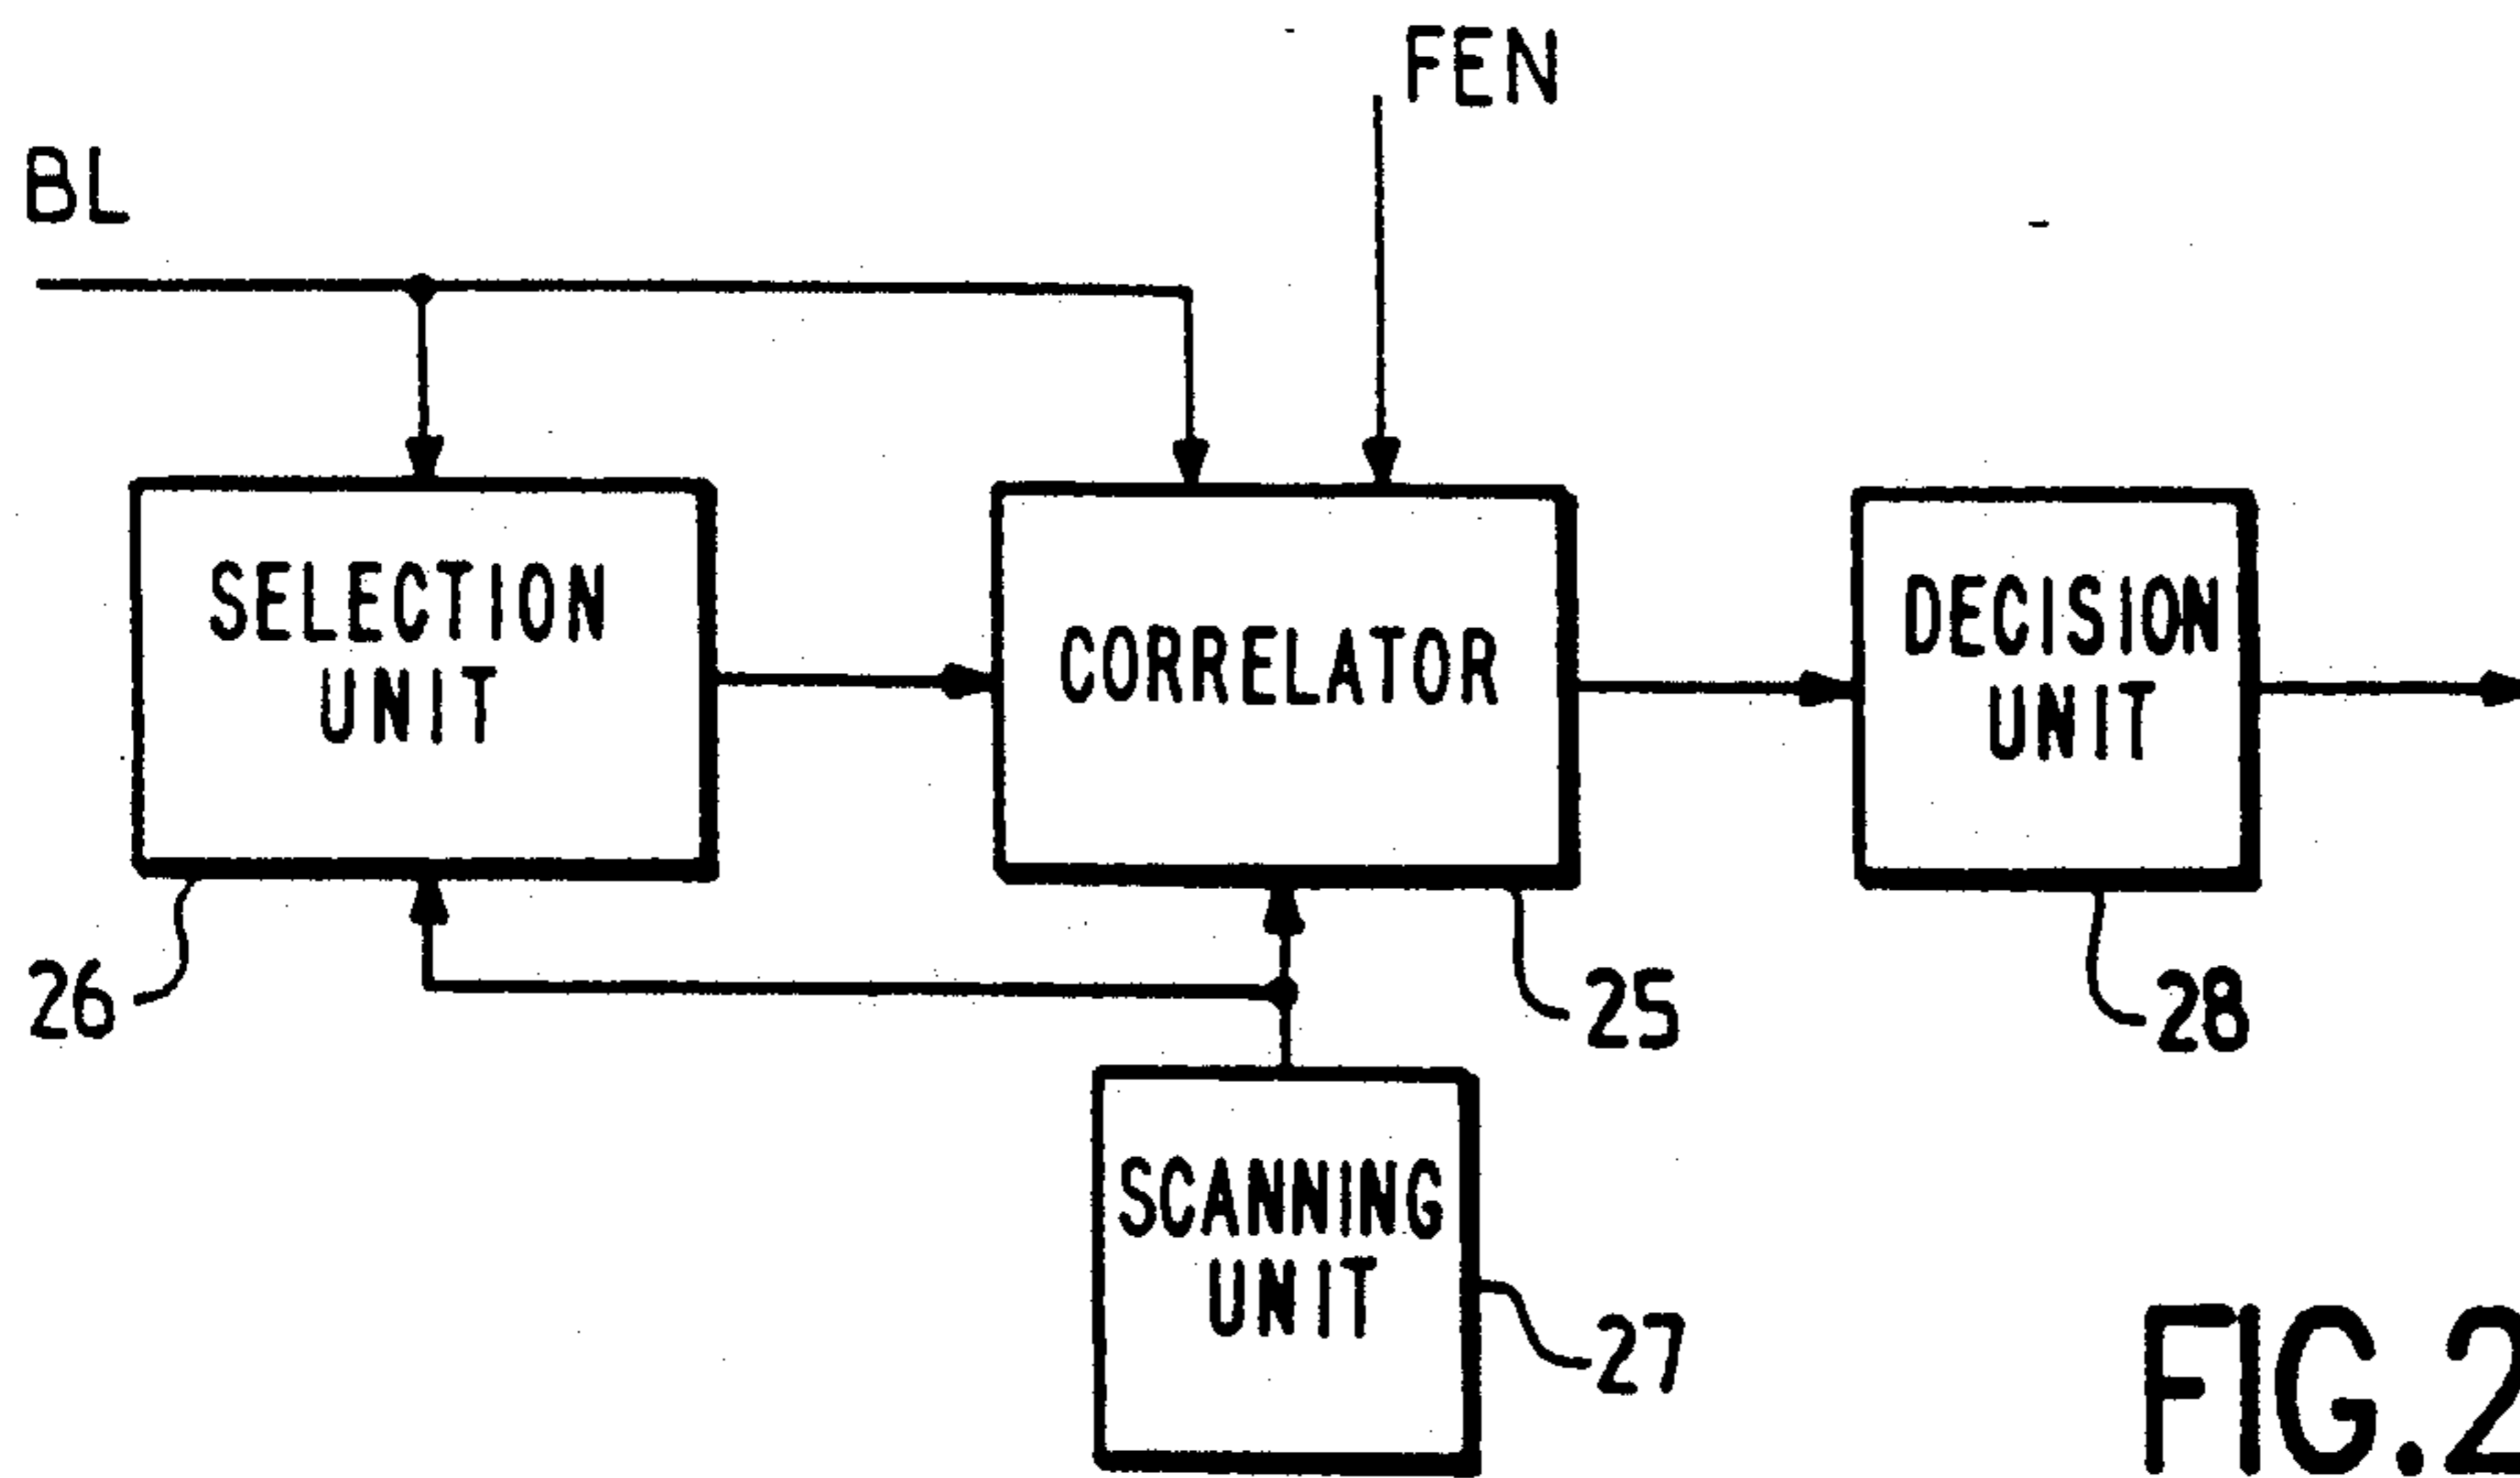 FEN
BL
SELECTION
UNIT
CORRELATOR
DECISION
UNIT
26
25
28
SCANNING
UNIT
27
FIG.2